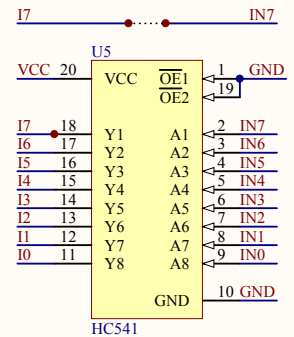 I7 IN7
U5
VCC 20 VCC OE1 1 GND
OE2 19
I7 18 Y1 A1 2 IN7
I6 17 Y2 A2 3 IN6
I5 16 Y3 A3 4 IN5
I4 15 Y4 A4 5 IN4
I3 14 Y5 A5 6 IN3
I2 13 Y6 A6 7 IN2
I1 12 Y7 A7 8 IN1
I0 11 Y8 A8 9 IN0
GND 10 GND
HC541